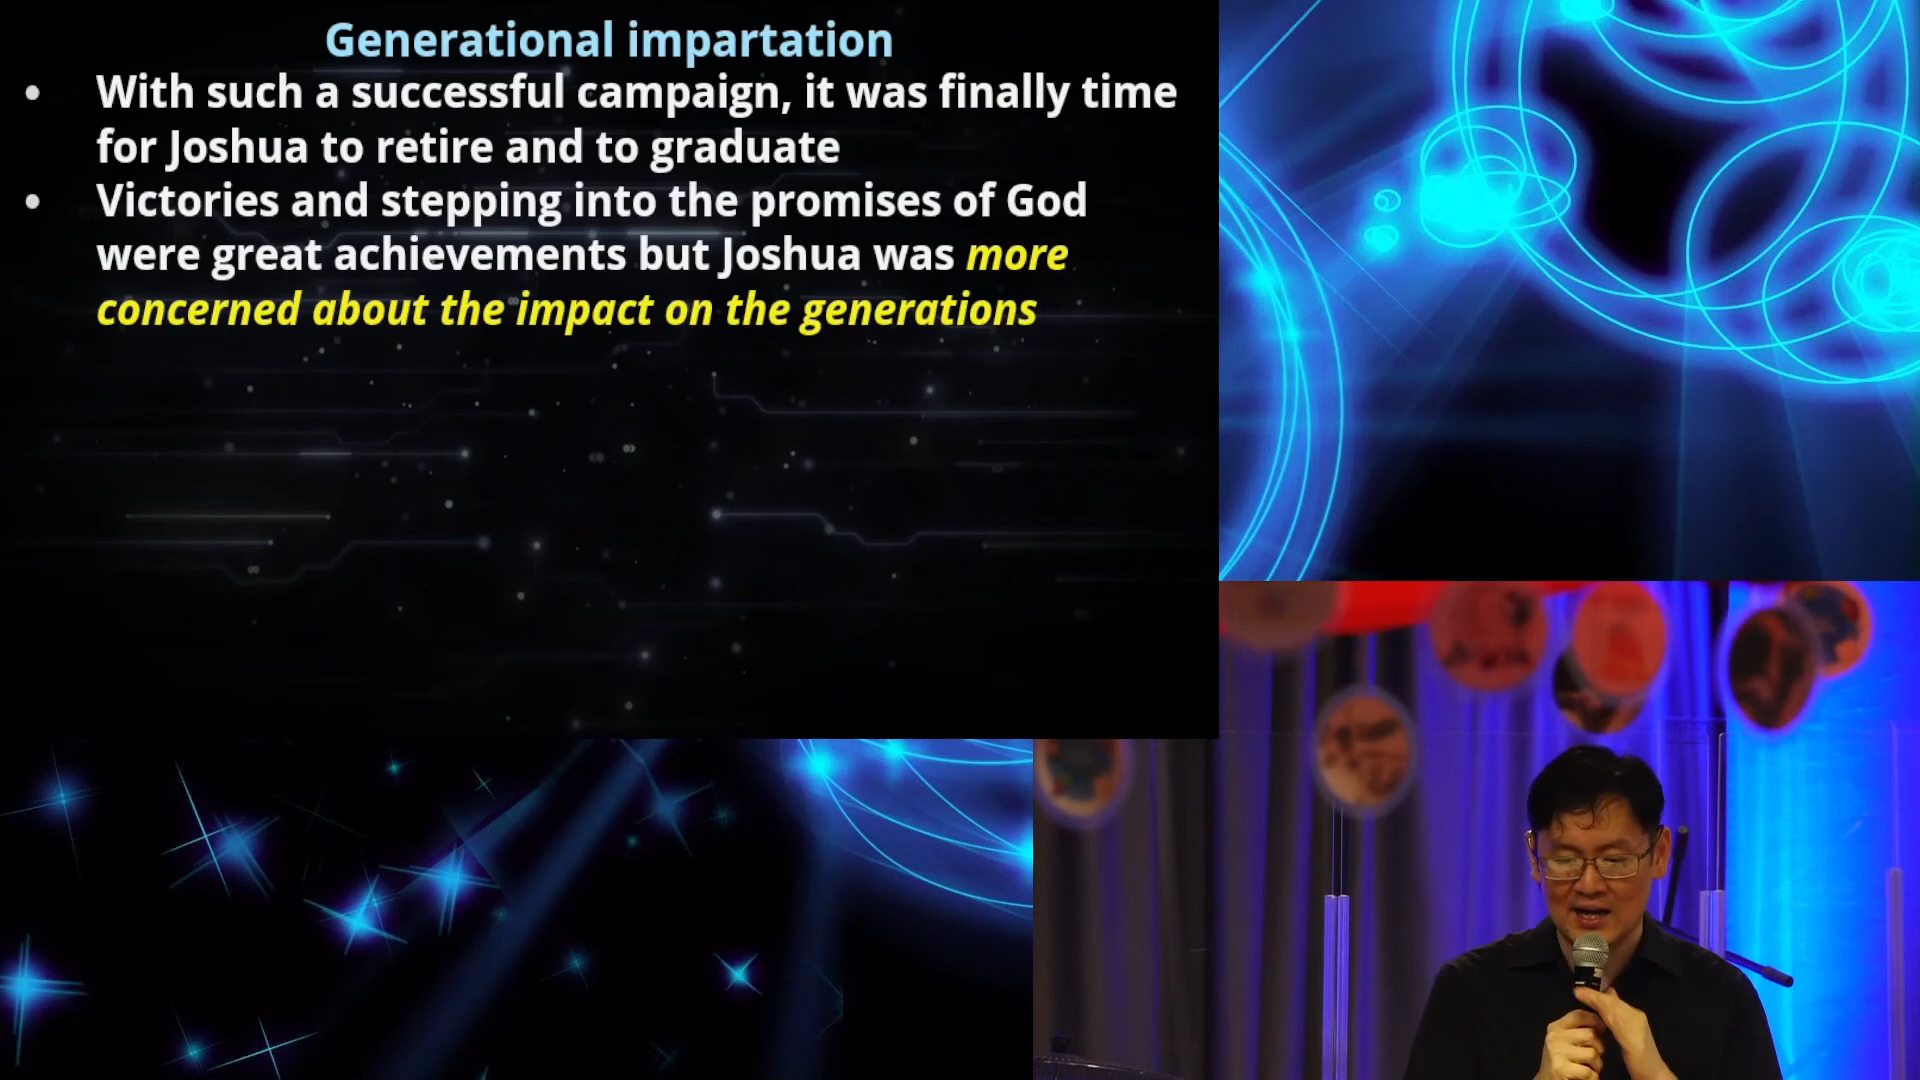 Generational impartation
• With such a successful campaign, it was finally time
for Joshua to retire and to graduate
• Victories and stepping into the promises of God
were great achievements but Joshua was more
concerned about the impact on the generations